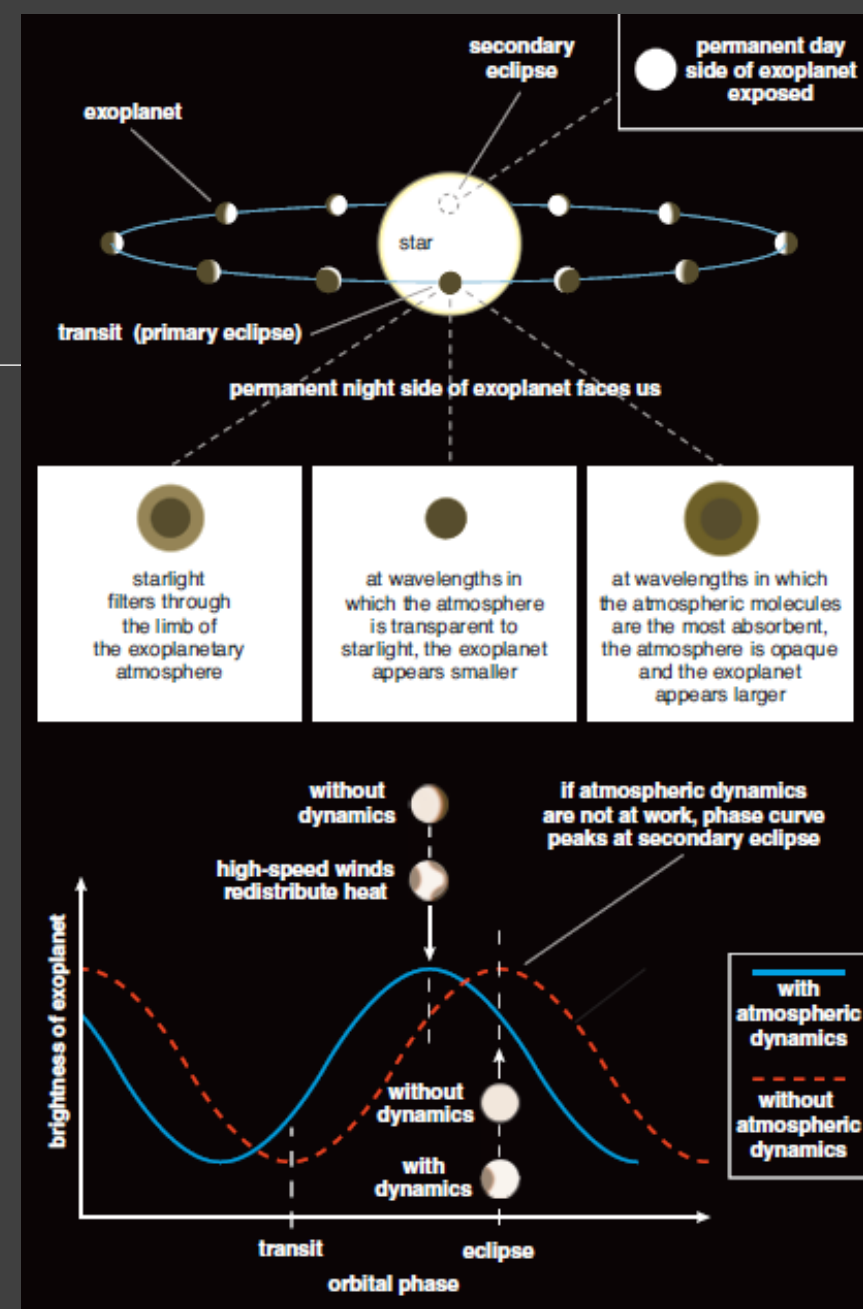 secondary
eclipse
permanent day
side of exoplanet
exposed
exoplanet
star
transit (primary eclipse)
permanent night side of exoplanet faces us
starlight
filters through
the limb of
the exoplanetary
atmosphere
at wavelengths in
which the atmosphere
is transparent to
starlight, the exoplanet
appears smaller
at wavelengths in which
the atmospheric molecules
are the most absorbent,
the atmosphere is opaque
and the exoplanet
appears larger
without
dynamics
high-speed winds
redistribute heat
if atmospheric dynamics
are not at work, phase curve
peaks at secondary eclipse
brightness of exoplanet
with
atmospheric
dynamics
without
atmospheric
dynamics
without
dynamics
with
dynamics
transit
eclipse
orbital phase